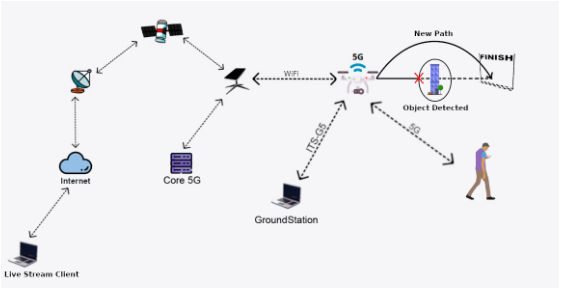 New Path
5G
FINISH
WiFi
Object Detected
ITS-G5
5G
Internet
Core 5G
GroundStation
Live Stream Client